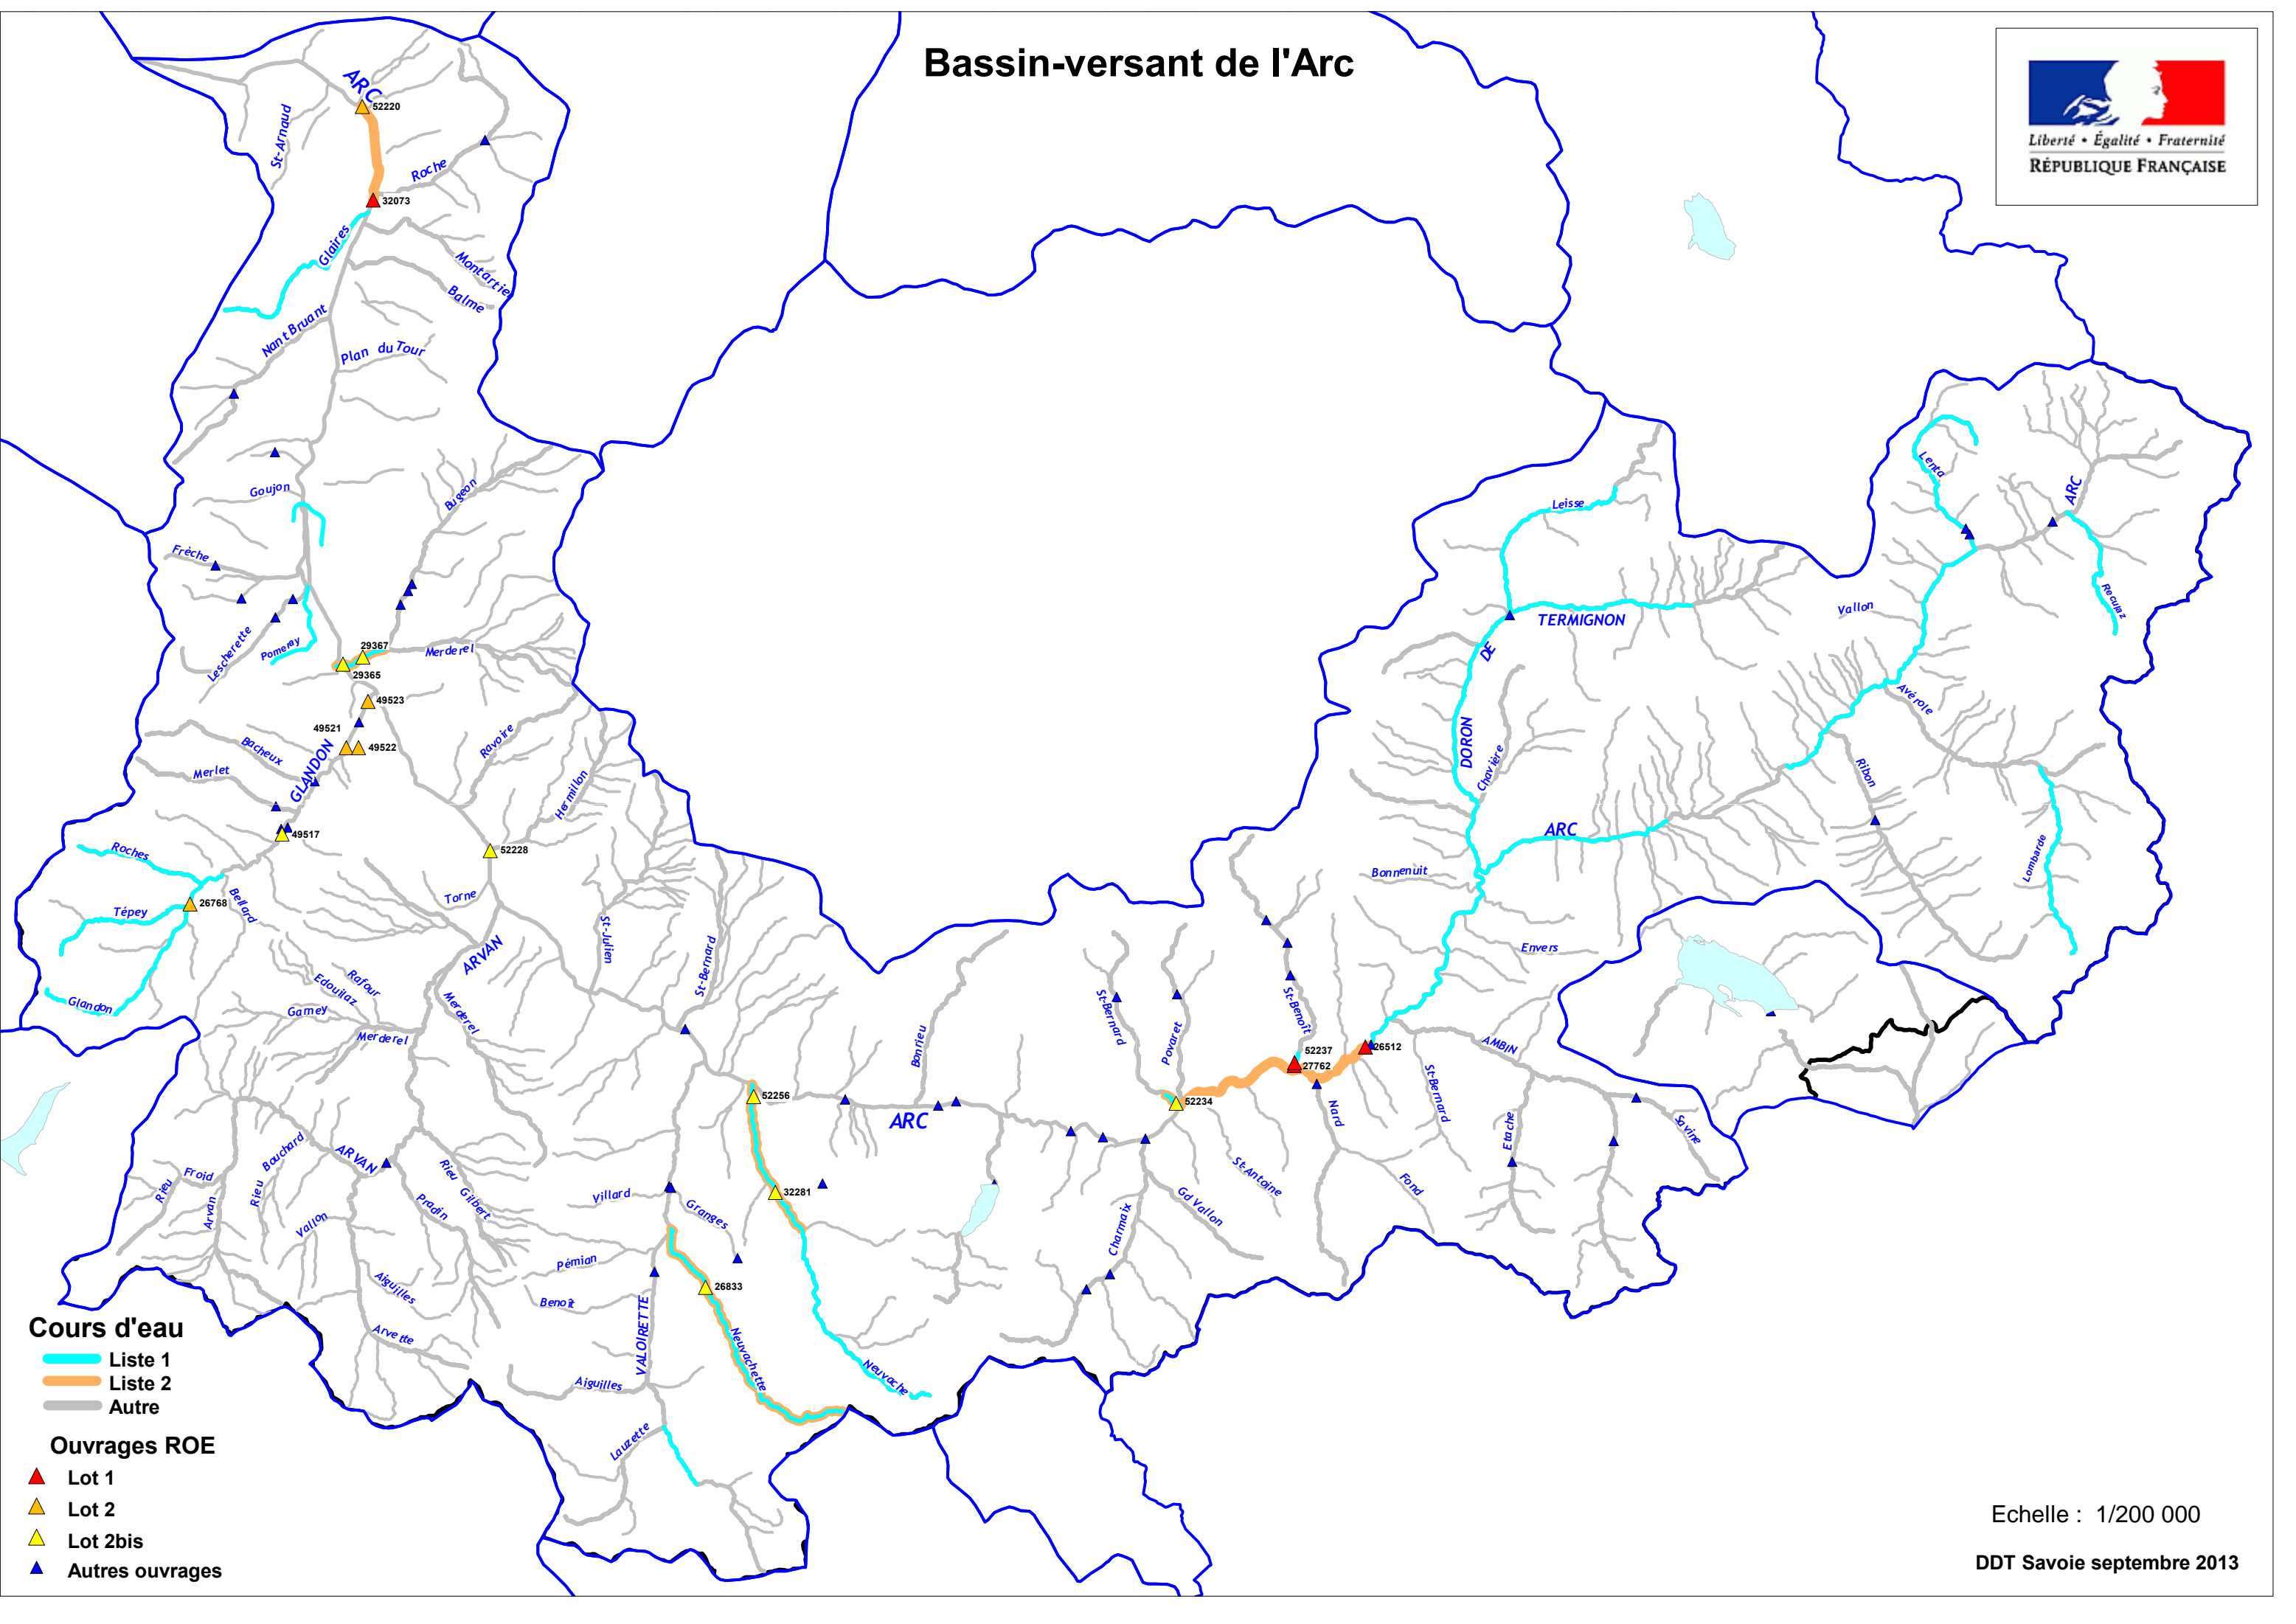 Bassin-versant de l'Arc
Liberté • Égalité • Fraternité
RÉPUBLIQUE FRANÇAISE
ARC
52220
St-Arnaud
Roche
32073
Glaires
Montartier
Balme
Nant Bruant
Plan du Tour
Goujon
Bugeon
Frèche
Lescherette
Pomeray
29367
Merderel
29365
49523
49521
49522
GLANDON
Bacheux
Merlet
Ravoire
Hermillon
49517
52228
Roches
Bellard
Torne
Tépey
26768
Glandon
ARVAN
St-Julien
St-Bernard
Rafour
Edouilaz
Gamey
Merderel
Merderel
Leisse
TERMIGNON
DE
DORON
Chavière
Lenta
ARC
Recujaz
Vallon
Avérole
Ribon
Lombarde
ARC
Bonnenuit
Envers
St-Bernard
Povaret
St-Benoît
Bonrieu
52237
27762
26512
AMBIN
St-Bernard
Nard
Etache
Savine
52256
ARC
52234
St-Antoine
Gd Vallon
Fond
Charmaix
Bouchard
Rieu
ARVAN
Froid
Rieu
Arvan
Vallon
Rieu
Gilbert
Pradin
Villard
Granges
32281
Pémian
Benoît
26833
Aiguilles
Arvette
VALOIRETTE
Neuvachette
Neuvache
Aiguilles
Lauzette
Cours d'eau
Liste 1
Liste 2
Autre
Ouvrages ROE
Lot 1
Lot 2
Lot 2bis
Autres ouvrages
Echelle : 1/200 000
DDT Savoie septembre 2013